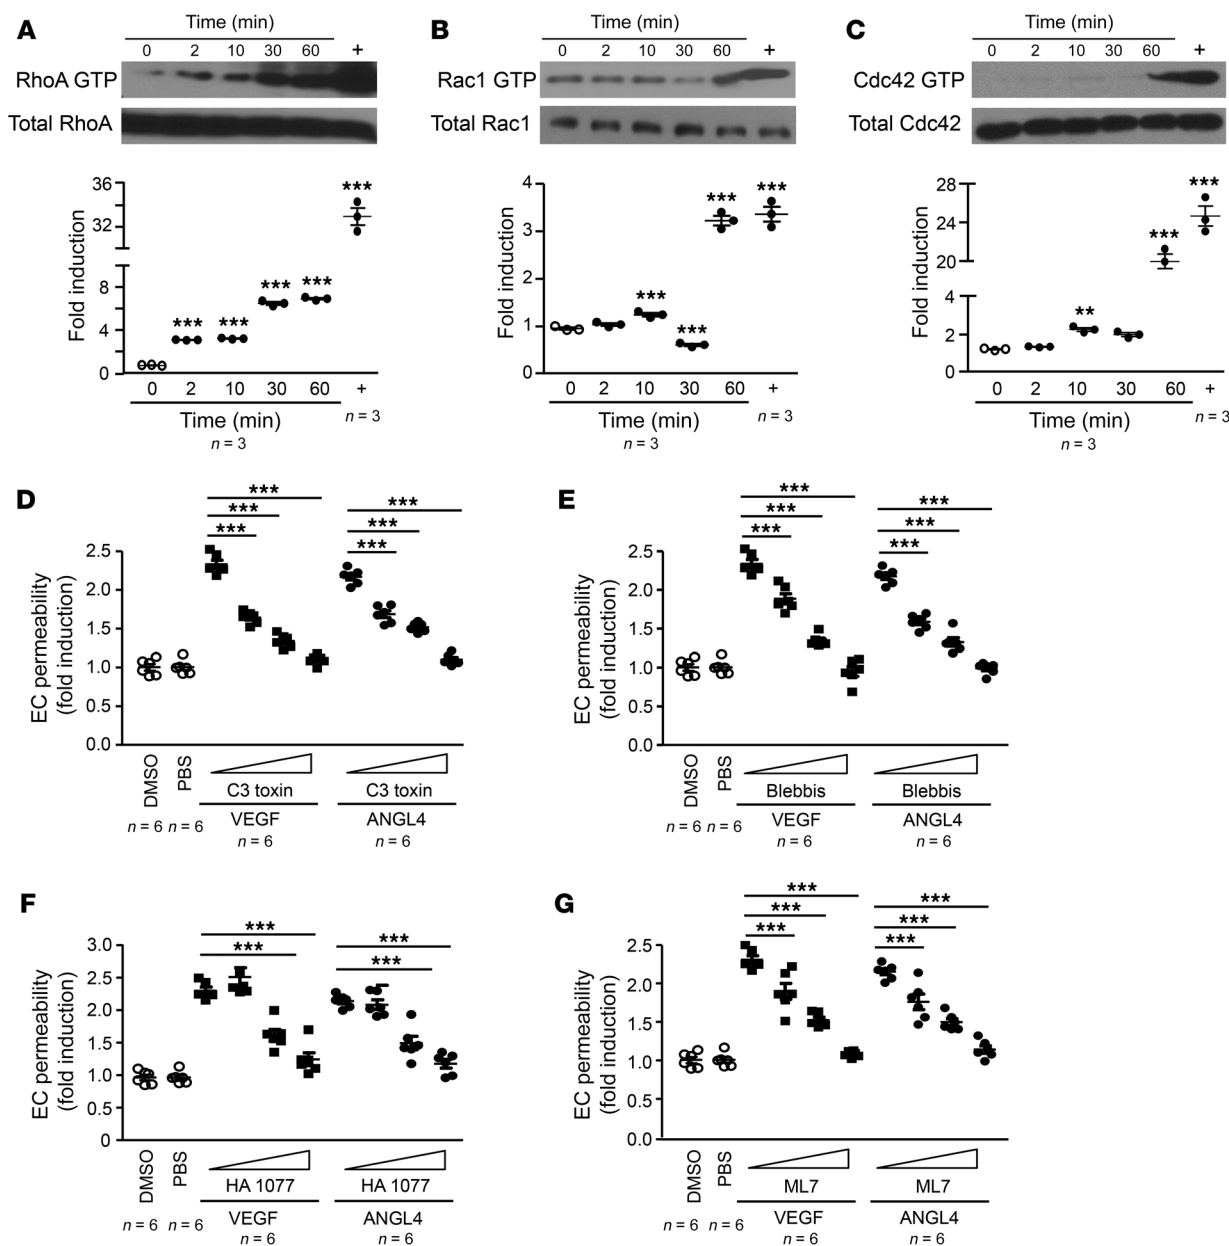 A
Time (min)
0 2 10 30 60 +
RhoA GTP
Total RhoA
Fold induction
36
32
8
4
0
*** *** *** *** ***
0 2 10 30 60 +
Time (min)
n = 3
n = 3
B
Time (min)
0 2 10 30 60 +
Rac1 GTP
Total Rac1
Fold induction
4
3
2
1
0
*** *** *** ***
0 2 10 30 60 +
Time (min)
n = 3
n = 3
C
Time (min)
0 2 10 30 60 +
Cdc42 GTP
Total Cdc42
Fold induction
28
24
20
4
2
0
** *** ***
0 2 10 30 60 +
Time (min)
n = 3
n = 3
D
*** *** ***
*** *** ***
EC permeability
(fold induction)
2.5
2.0
1.5
1.0
0.5
0.0
DMSO PBS C3 toxin C3 toxin
VEGF ANGL4
n = 6 n = 6 n = 6 n = 6
E
*** *** ***
*** *** ***
EC permeability
(fold induction)
2.5
2.0
1.5
1.0
0.5
0.0
DMSO PBS Blebbis Blebbis
VEGF ANGL4
n = 6 n = 6 n = 6 n = 6
F
*** ***
*** ***
EC permeability
(fold induction)
3.0
2.5
2.0
1.5
1.0
0.5
0
DMSO PBS HA 1077 HA 1077
VEGF ANGL4
n = 6 n = 6 n = 6 n = 6
G
*** *** ***
*** *** ***
EC permeability
(fold induction)
2.5
2.0
1.5
1.0
0.5
0.0
DMSO PBS ML7 ML7
VEGF ANGL4
n = 6 n = 6 n = 6 n = 6